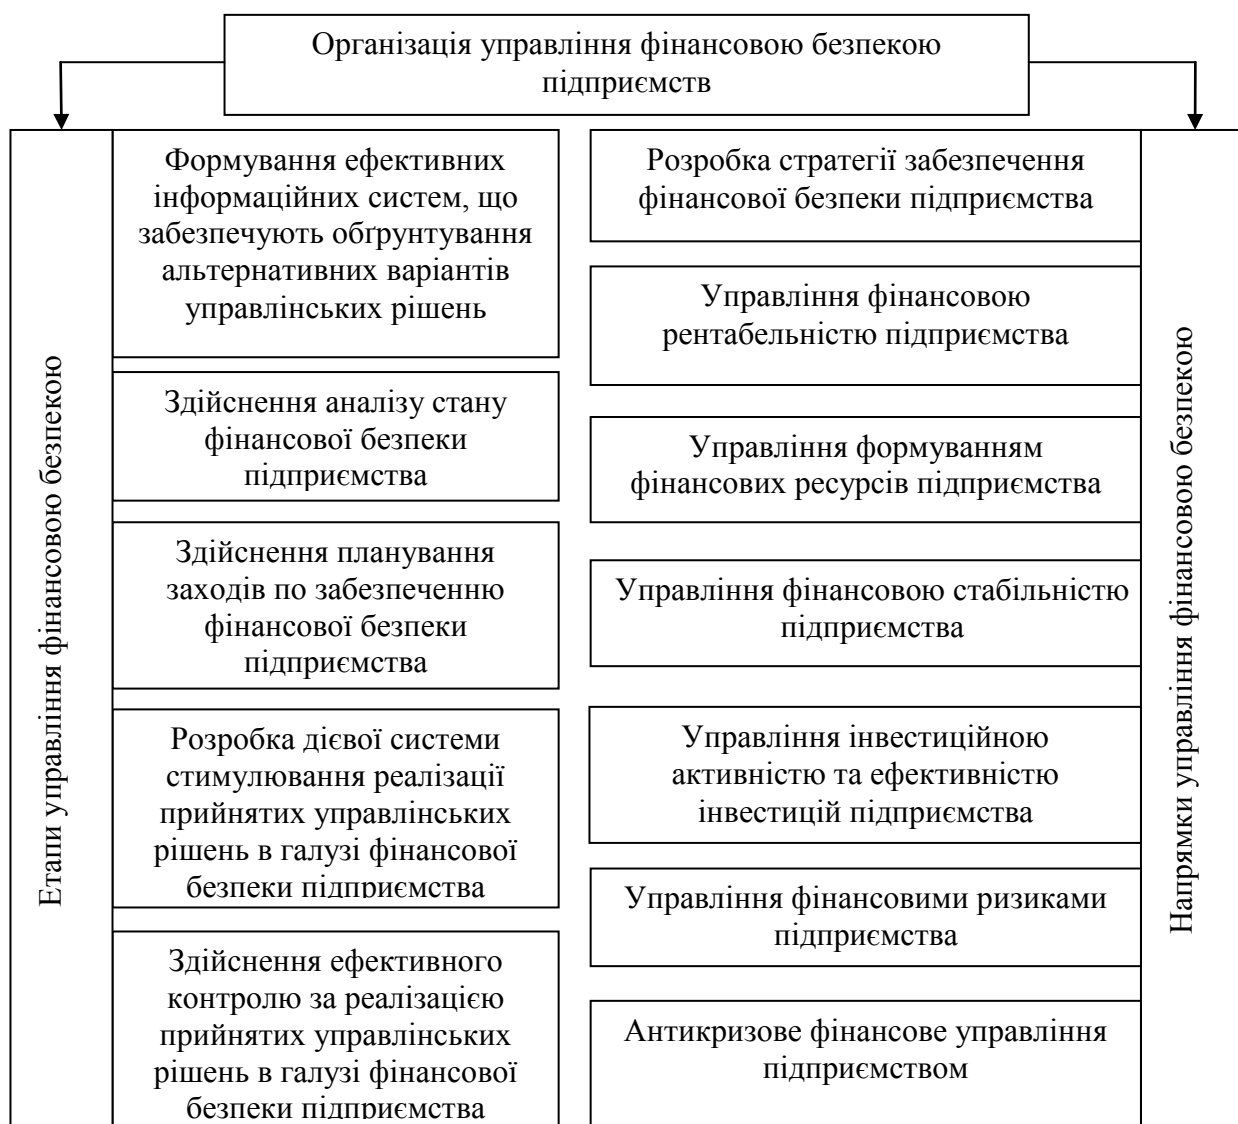 Організація управління фінансовою безпекою
підприємств
Етапи управління фінансовою безпекою
Формування ефективних
інформаційних систем, що
забезпечують обґрунтування
альтернативних варіантів
управлінських рішень
Здійснення аналізу стану
фінансової безпеки
підприємства
Здійснення планування
заходів по забезпеченню
фінансової безпеки
підприємства
Розробка дієвої системи
стимулювання реалізації
прийнятих управлінських
рішень в галузі фінансової
безпеки підприємства
Здійснення ефективного
контролю за реалізацією
прийнятих управлінських
рішень в галузі фінансової
безпеки підприємства
Розробка стратегії забезпечення
фінансової безпеки підприємства
Управління фінансовою
рентабельністю підприємства
Управління формуванням
фінансових ресурсів підприємства
Управління фінансовою стабільністю
підприємства
Управління інвестиційною
активністю та ефективністю
інвестицій підприємства
Управління фінансовими ризиками
підприємства
Антикризове фінансове управління
підприємством
Напрямки управління фінансовою безпекою